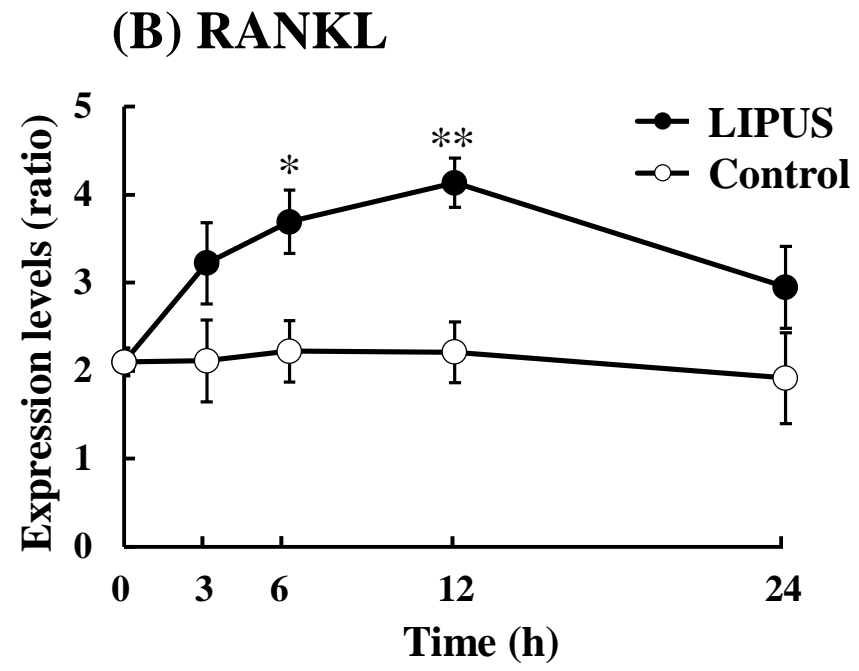 (B) RANKL
5
4
3
2
1
0
Expression levels (ratio)
*
**
LIPUS
Control
0 3 6 12 24
Time (h)